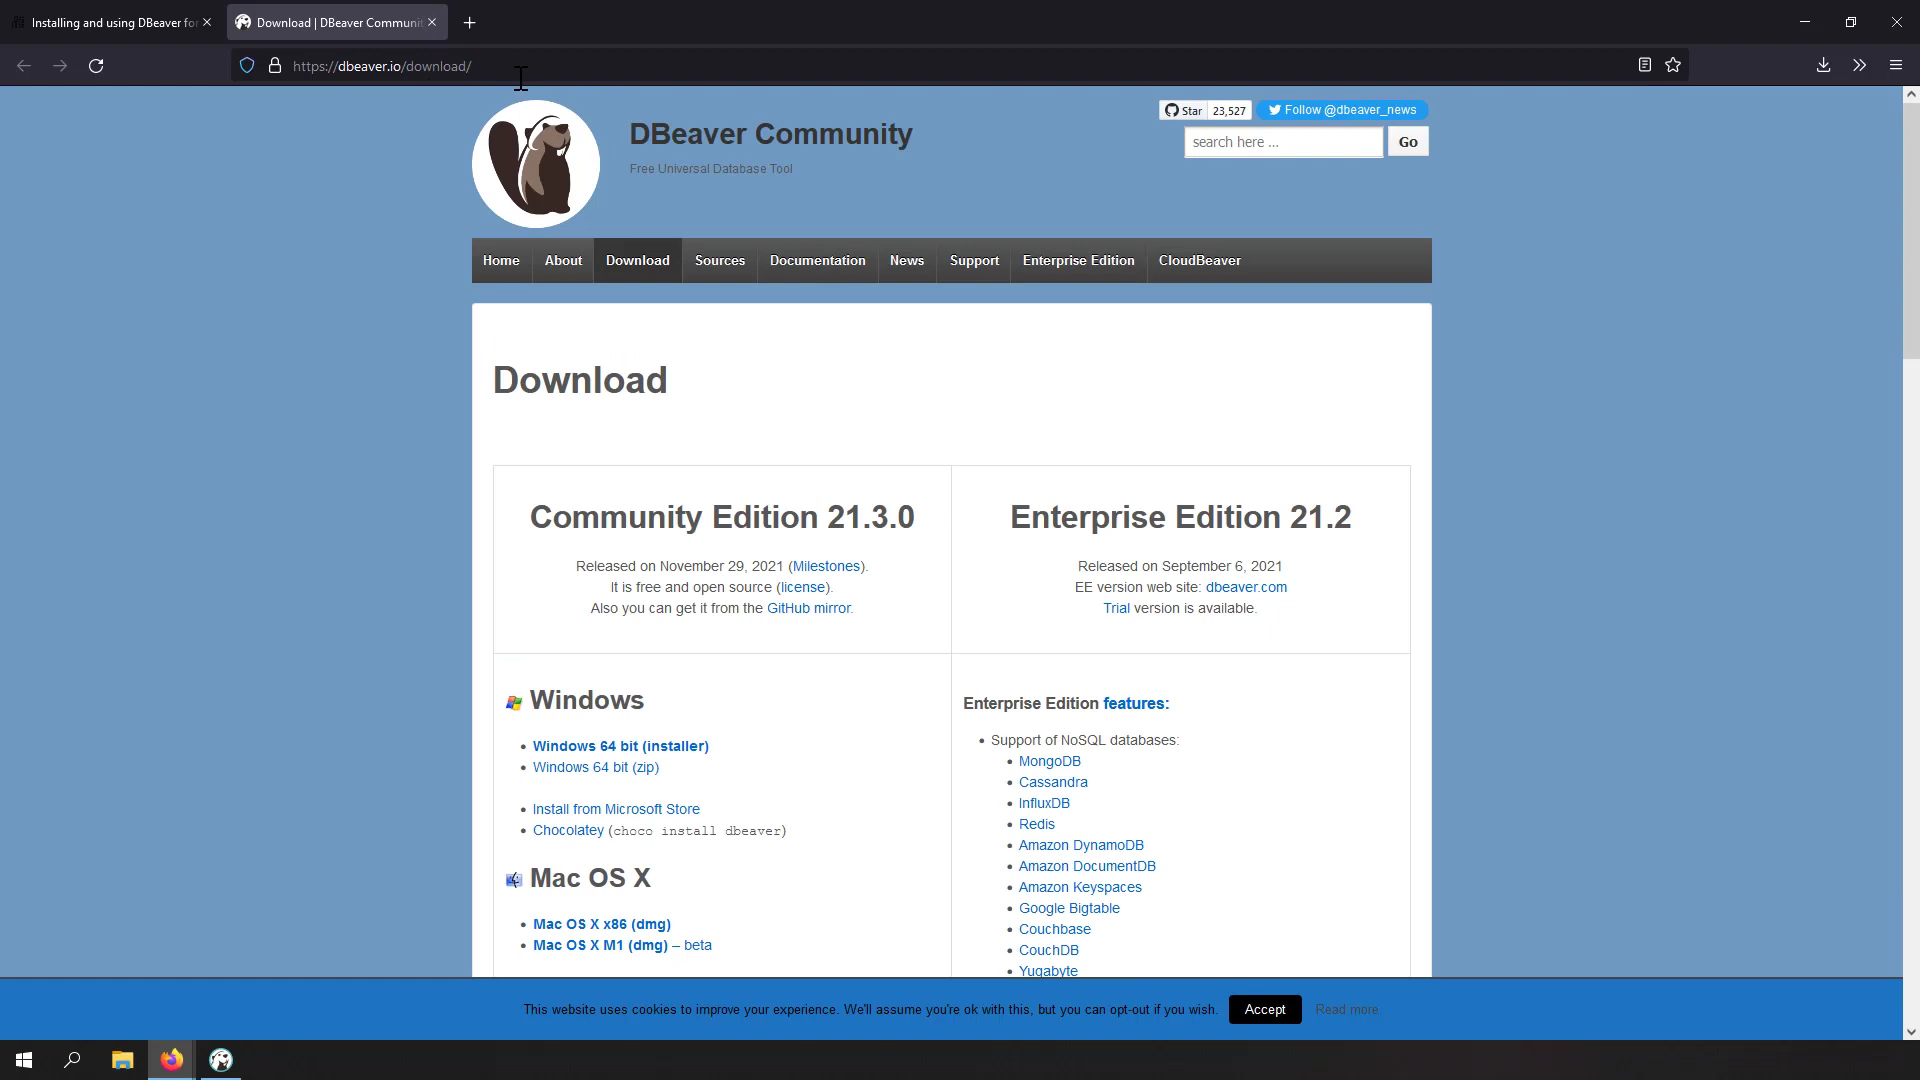 Installing and using DBeaver for
Download | DBeaver Communit
https://dbeaver.io/download/
DBeaver Community
Free Universal Database Tool
Star 23,527
Follow @dbeaver_news
search here ...
Go
Home About Download Sources Documentation News Support Enterprise Edition CloudBeaver
Download
Community Edition 21.3.0
Released on November 29, 2021 (Milestones).
It is free and open source (license).
Also you can get it from the GitHub mirror.
Enterprise Edition 21.2
Released on September 6, 2021
EE version web site: dbeaver.com
Trial version is available.
Windows
Windows 64 bit (installer)
Windows 64 bit (zip)
Install from Microsoft Store
Chocolatey (choco install dbeaver)
Mac OS X
Mac OS X x86 (dmg)
Mac OS X M1 (dmg) – beta
Enterprise Edition features:
Support of NoSQL databases:
MongoDB
Cassandra
InfluxDB
Redis
Amazon DynamoDB
Amazon DocumentDB
Amazon Keyspaces
Google Bigtable
Couchbase
CouchDB
Yugabyte
This website uses cookies to improve your experience. We'll assume you're ok with this, but you can opt-out if you wish.
Accept
Read more